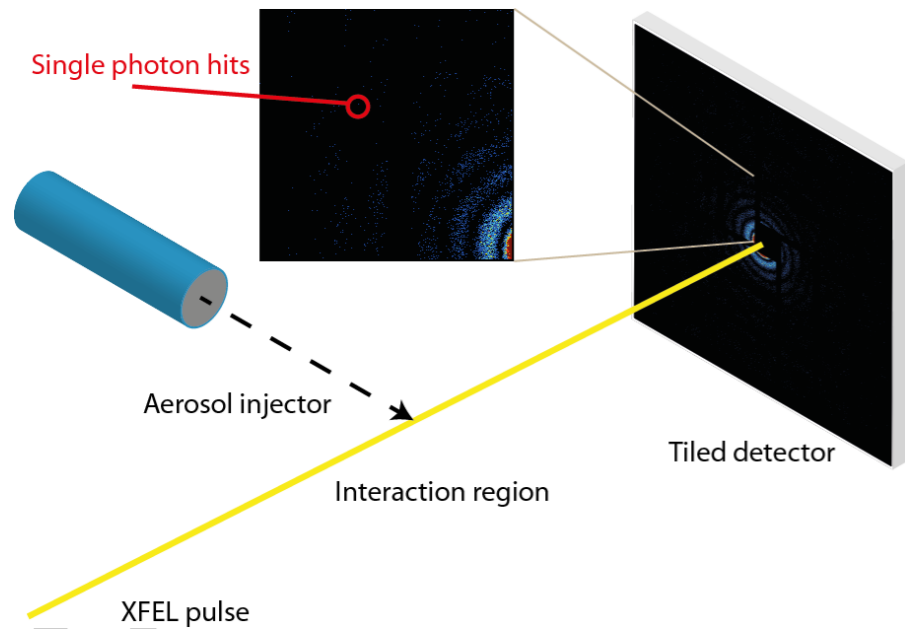 Single photon hits
Aerosol injector
Tiled detector
Interaction region
XFEL pulse